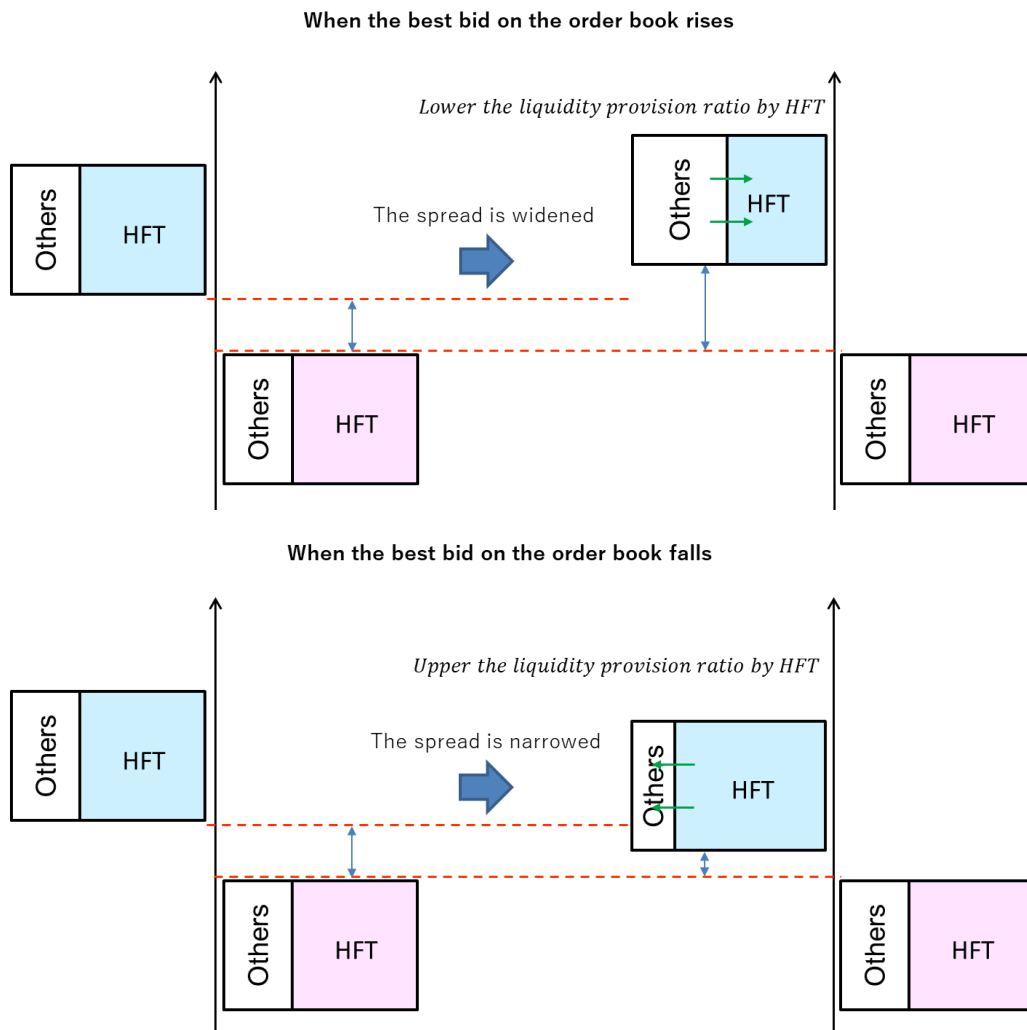 When the best bid on the order book rises
Lower the liquidity provision ratio by HFT
Others
HFT
The spread is widened
Others
HFT
Others
HFT
Others
HFT
When the best bid on the order book falls
Upper the liquidity provision ratio by HFT
Others
HFT
The spread is narrowed
Others
HFT
Others
HFT
Others
HFT